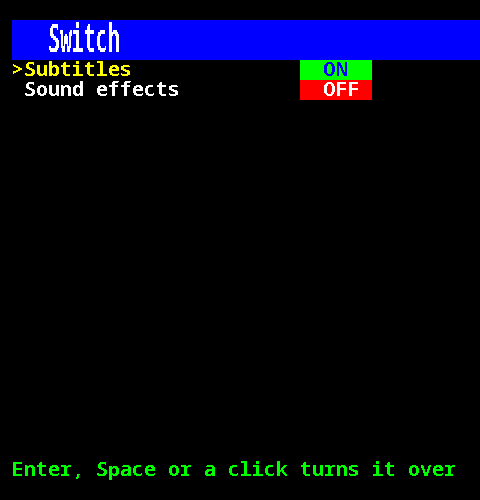 Switch
>Subtitles ON
Sound effects OFF
Enter, Space or a click turns it over